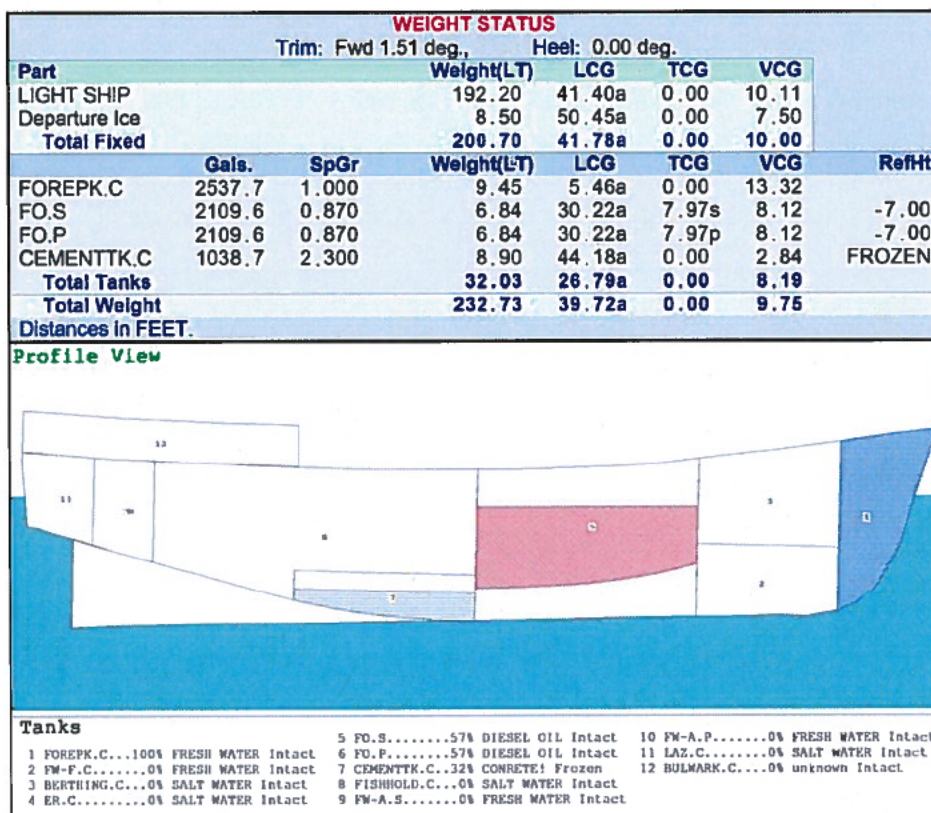 WEIGHT STATUS
Trim: Fwd 1.51 deg., Heel: 0.00 deg.
Part Weight(LT) LCG TCG VCG
LIGHT SHIP 192.20 41.40a 0.00 10.11
Departure Ice 8.50 50.45a 0.00 7.50
Total Fixed 200.70 41.78a 0.00 10.00
Gals. SpGr Weight(LT) LCG TCG VCG RefHt
FOREPK.C 2537.7 1.000 9.45 5.46a 0.00 13.32
FO.S 2109.6 0.870 6.84 30.22a 7.97s 8.12 -7.00
FO.P 2109.6 0.870 6.84 30.22a 7.97p 8.12 -7.00
CEMENTTK.C 1038.7 2.300 8.90 44.18a 0.00 2.84 FROZEN
Total Tanks 32.03 26.79a 0.00 8.19
Total Weight 232.73 39.72a 0.00 9.75
Distances in FEET.
Profile View
12
11
3
1
8
7
2
Tanks
1 FOREPK.C...100% FRESH WATER Intact
2 FW-F.C......0% FRESH WATER Intact
3 BERTHING.C...0% SALT WATER Intact
4 ER.C.........0% SALT WATER Intact
5 FO.S........57% DIESEL OIL Intact
6 FO.P........57% DIESEL OIL Intact
7 CEMENTTK.C..32% CONRETE! Frozen
8 FISHHOLD.C...0% SALT WATER Intact
9 FW-A.S.......0% FRESH WATER Intact
10 FW-A.P.......0% FRESH WATER Intact
11 LAZ.C........0% SALT WATER Intact
12 BULWARK.C....0% unknown Intact